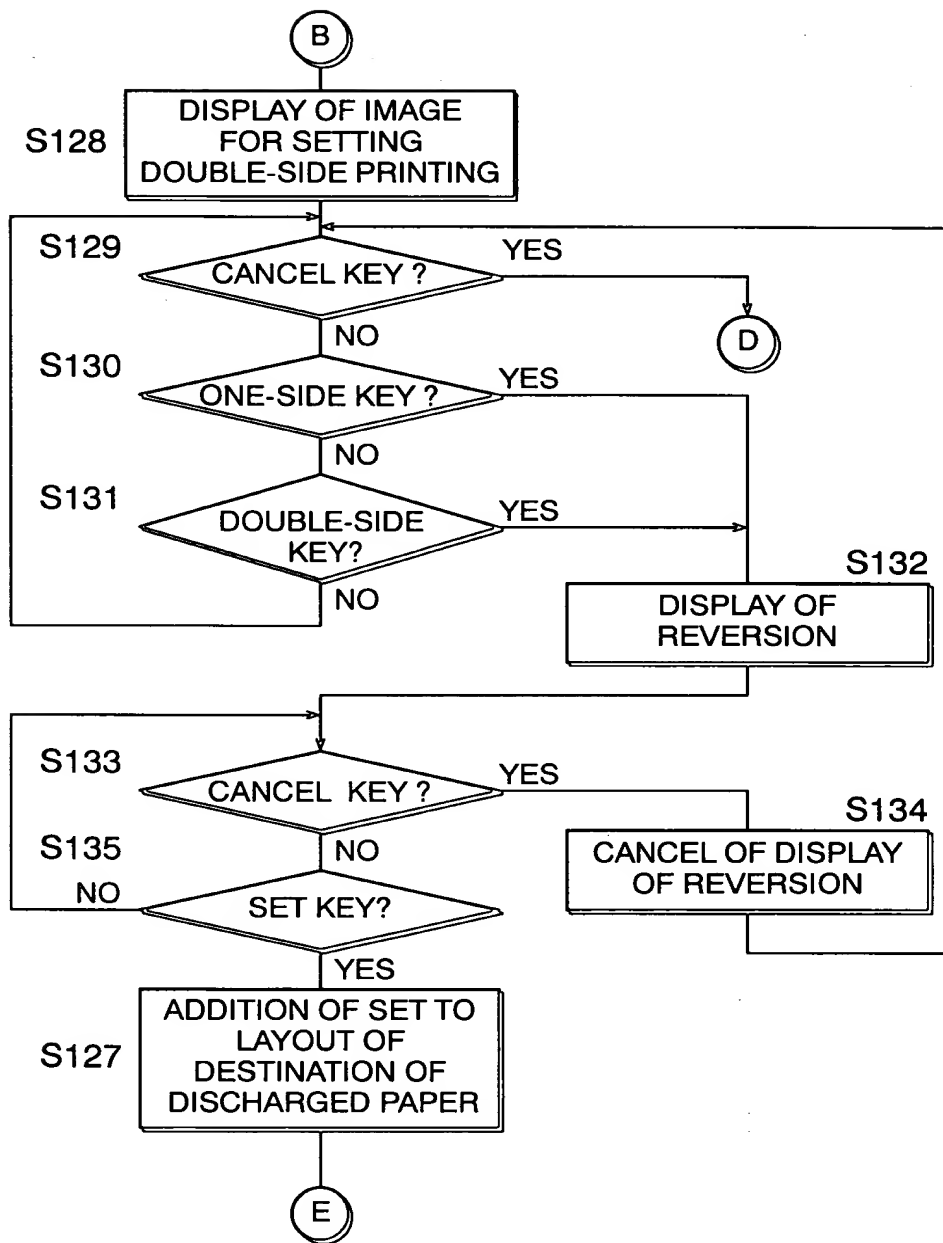 B
S128
DISPLAY OF IMAGE
FOR SETTING
DOUBLE-SIDE PRINTING
S129
CANCEL KEY ?
YES
D
NO
S130
ONE-SIDE KEY ?
YES
NO
S131
DOUBLE-SIDE
KEY?
YES
NO
S132
DISPLAY OF
REVERSION
S133
CANCEL KEY ?
YES
NO
S134
CANCEL OF DISPLAY
OF REVERSION
S135
NO
SET KEY?
YES
S127
ADDITION OF SET TO
LAYOUT OF
DESTINATION OF
DISCHARGED PAPER
E